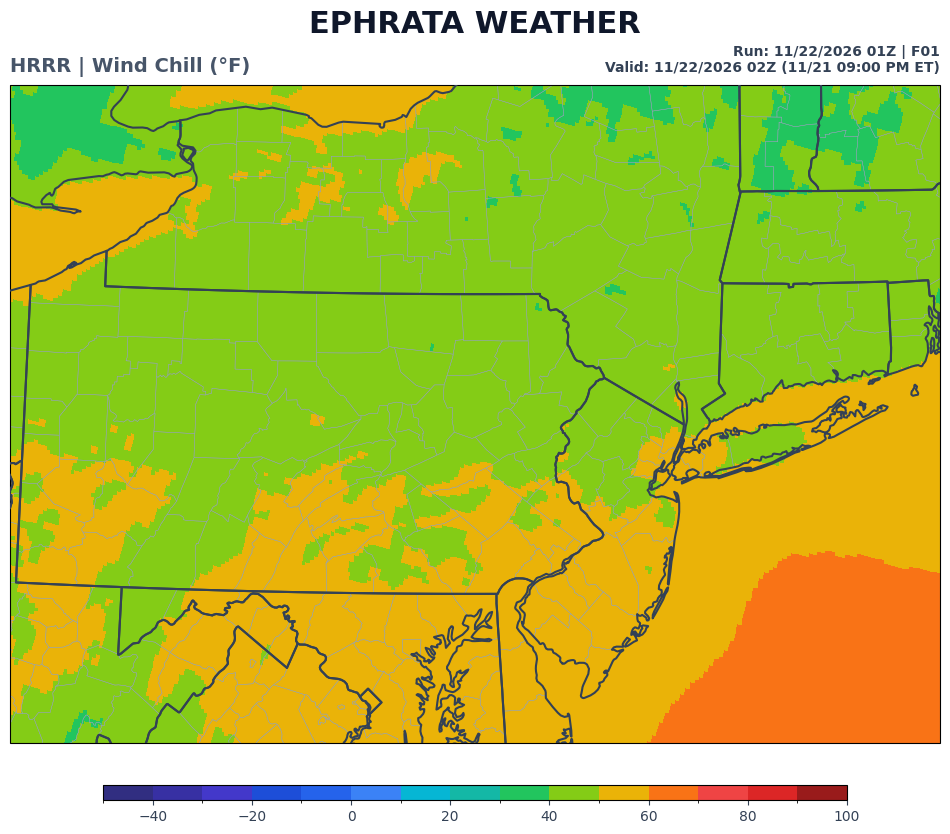 EPHRATA WEATHER
HRRR | Wind Chill (°F)
Run: 11/22/2026 01Z | F01
Valid: 11/22/2026 02Z (11/21 09:00 PM ET)
−40 −20 0 20 40 60 80 100